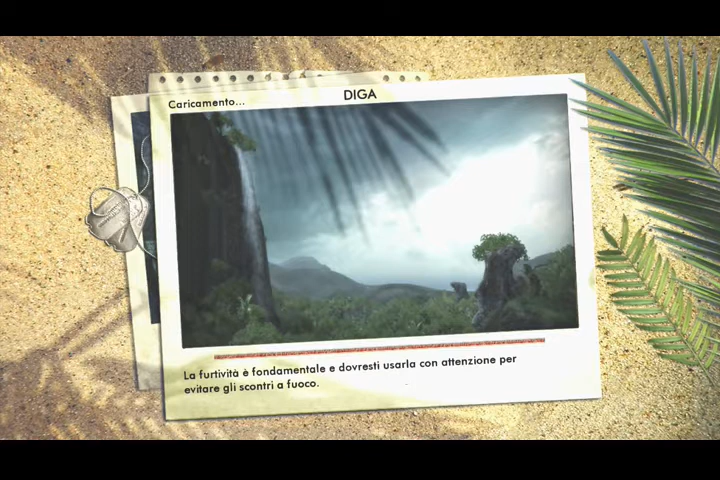 DIGA
Caricamento...
La furtività è fondamentale e dovresti usarla con attenzione per
evitare gli scontri a fuoco.